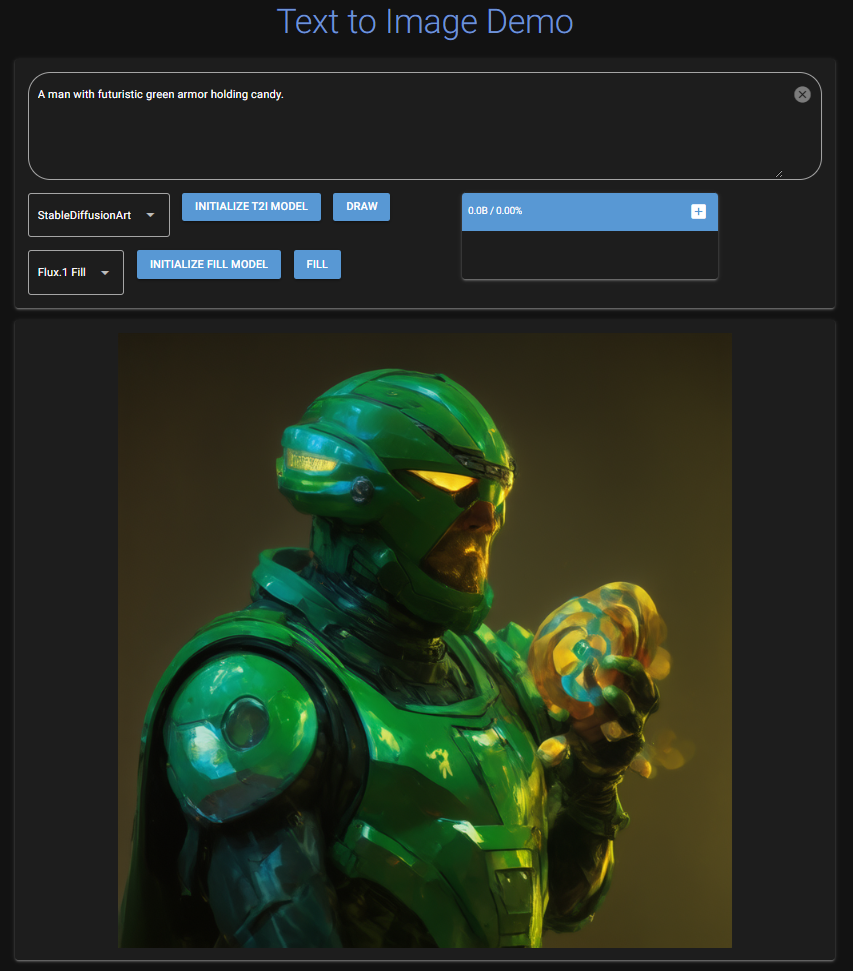 Text to Image Demo
A man with futuristic green armor holding candy.
StableDiffusionArt
INITIALIZE T2I MODEL
DRAW
0.0B / 0.00%
Flux.1 Fill
INITIALIZE FILL MODEL
FILL